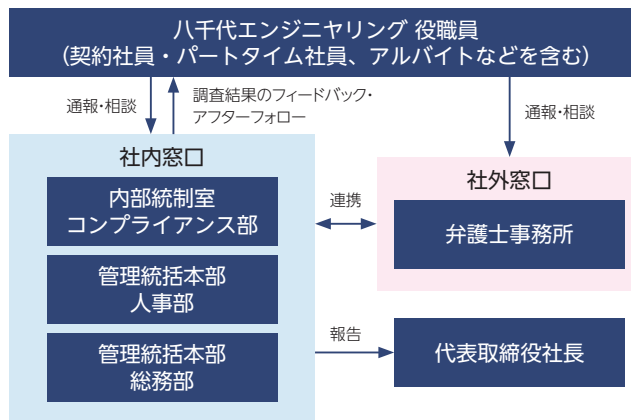 八千代エンジニヤリング 役職員
（契約社員・パートタイム社員、アルバイトなどを含む）
通報・相談
調査結果のフィードバック・
アフターフォロー
通報・相談
社内窓口
内部統制室
コンプライアンス部
管理統括本部
人事部
管理統括本部
総務部
連携
社外窓口
弁護士事務所
報告
代表取締役社長